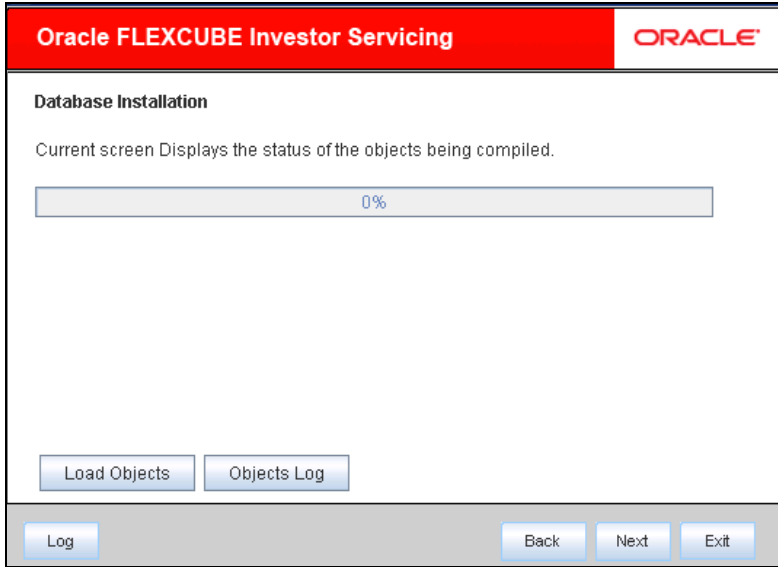 Oracle FLEXCUBE Investor Servicing
ORACLE
Database Installation
Current screen Displays the status of the objects being compiled.
0%
Load Objects
Objects Log
Log
Back
Next
Exit